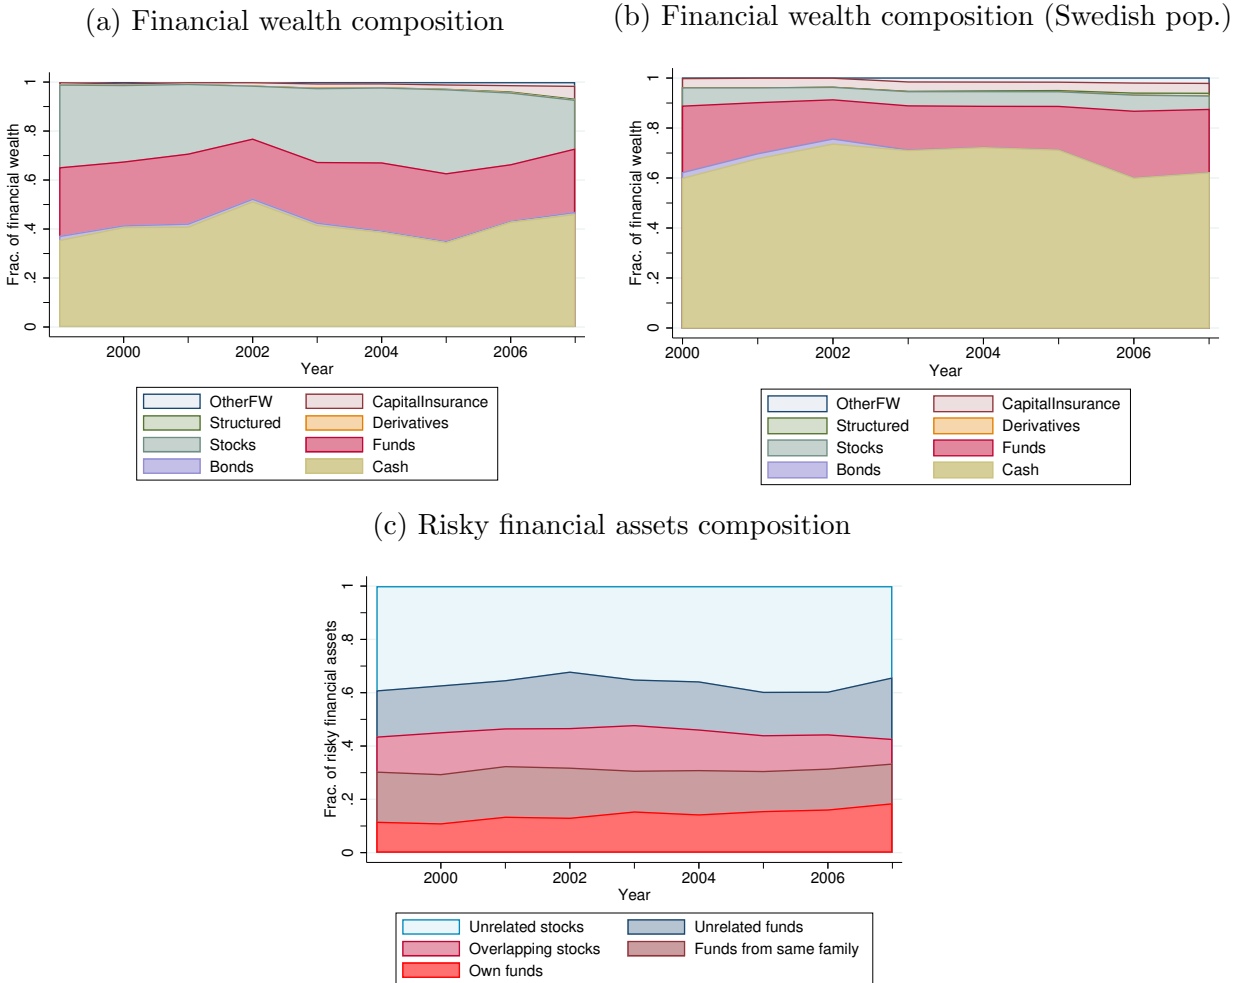 (a) Financial wealth composition
Frac. of financial wealth
1
.8
.6
.4
.2
0
2000 2002 2004 2006
Year
OtherFW CapitalInsurance
Structured Derivatives
Stocks Funds
Bonds Cash
(b) Financial wealth composition (Swedish pop.)
Frac. of financial wealth
1
.8
.6
.4
.2
0
2000 2002 2004 2006
Year
OtherFW CapitalInsurance
Structured Derivatives
Stocks Funds
Bonds Cash
(c) Risky financial assets composition
Frac. of risky financial assets
1
.8
.6
.4
.2
0
2000 2002 2004 2006
Year
Unrelated stocks Unrelated funds
Overlapping stocks Funds from same family
Own funds